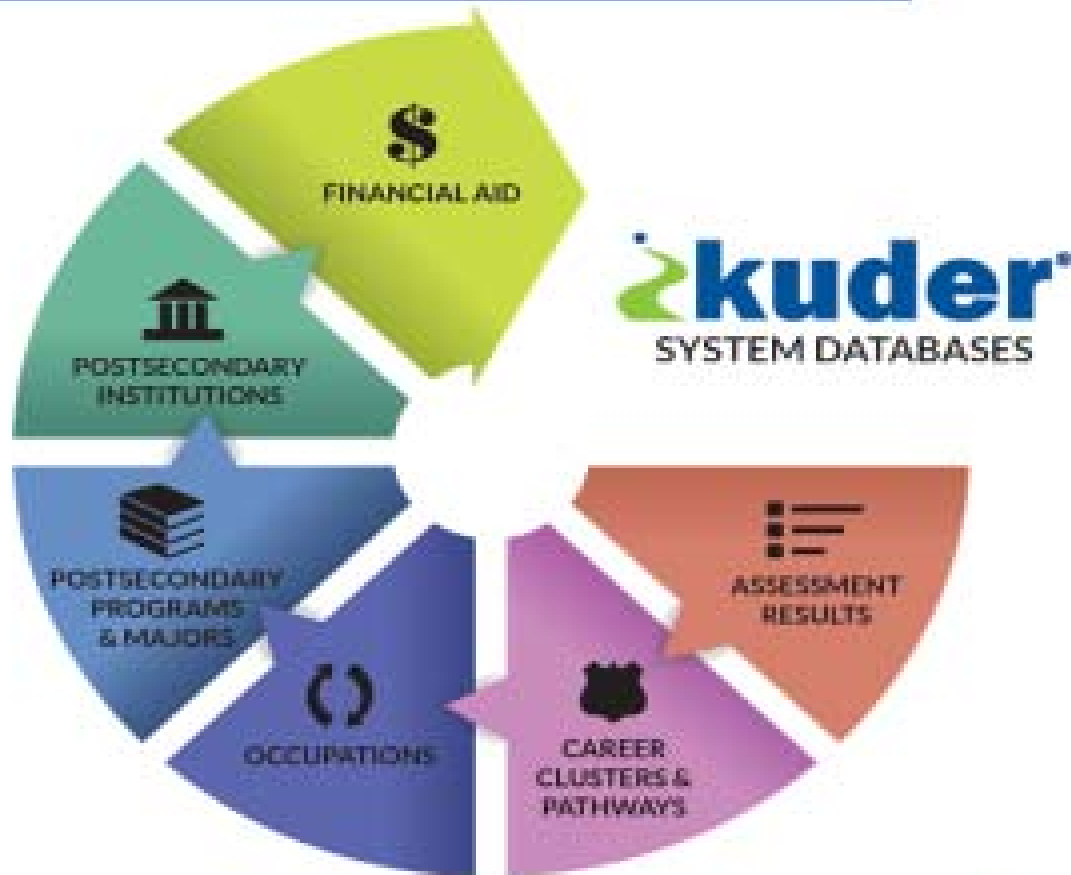 $
FINANCIAL AID
kuder®
SYSTEM DATABASES
POSTSECONDARY
INSTITUTIONS
POSTSECONDARY
PROGRAMS
& MAJORS
OCCUPATIONS
CAREER
CLUSTERS &
PATHWAYS
ASSESSMENT
RESULTS